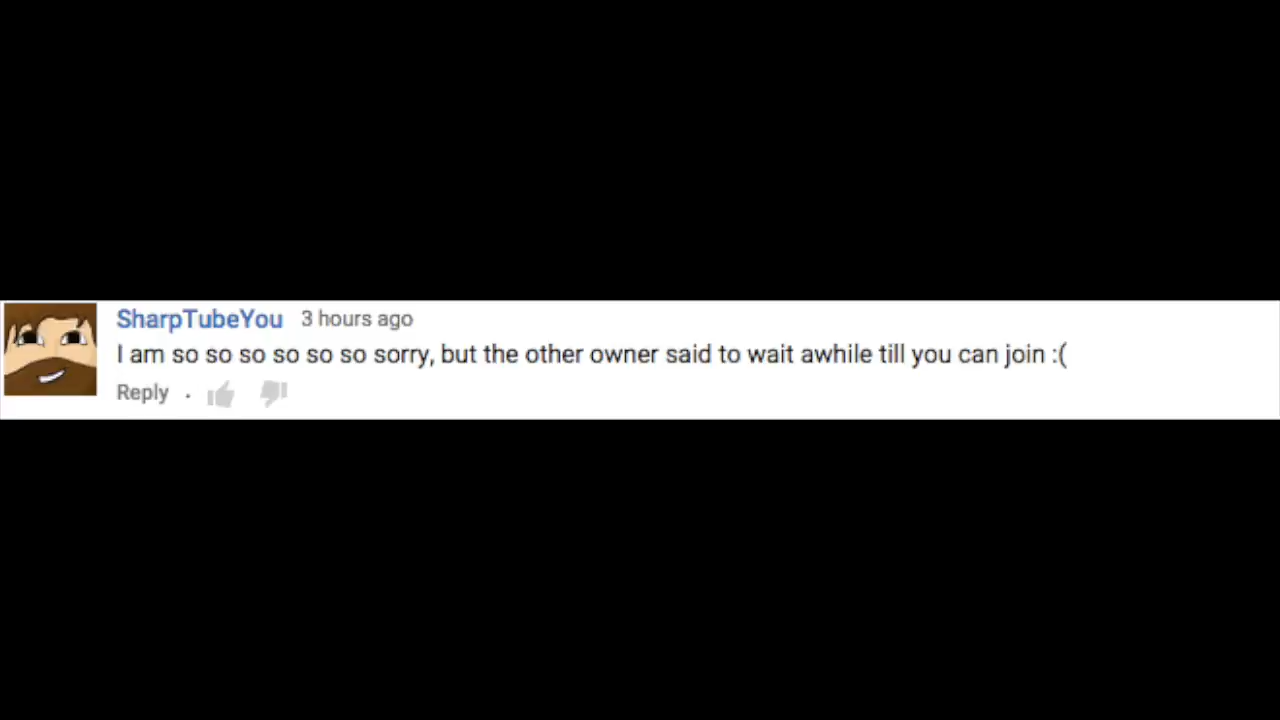 SharpTubeYou 3 hours ago
I am so so so so so so sorry, but the other owner said to wait awhile till you can join :(
Reply .